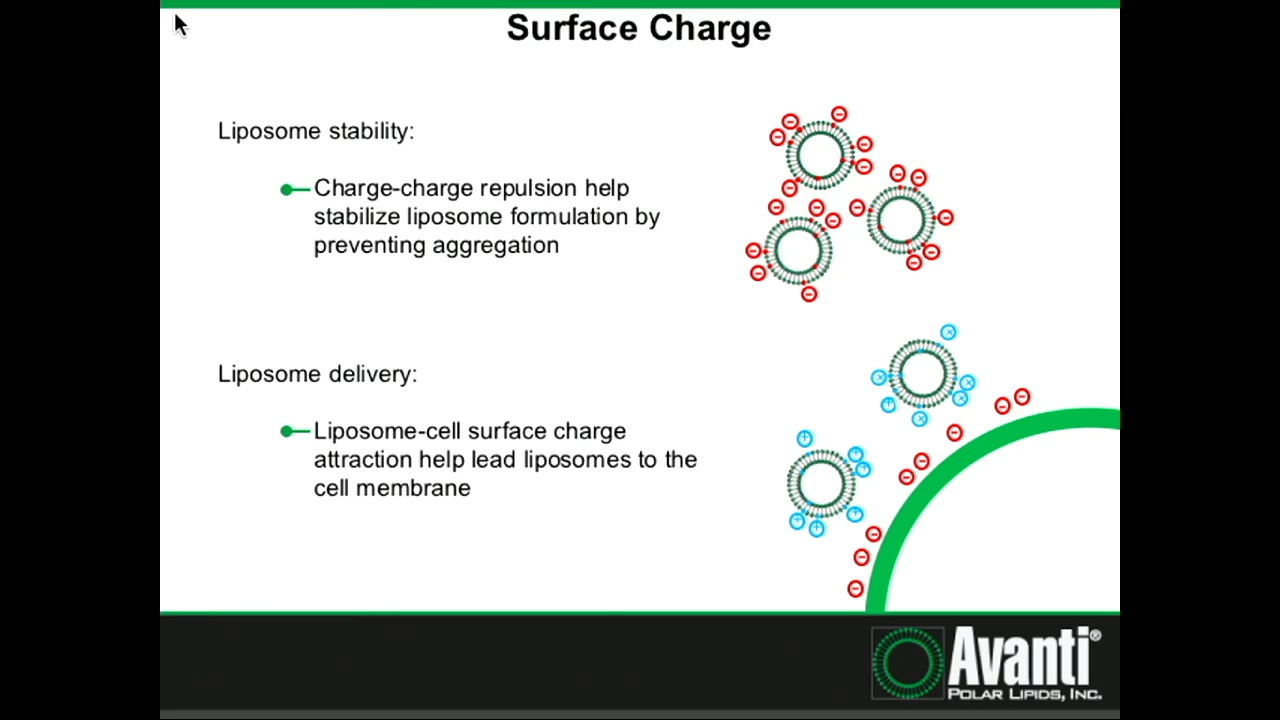 Surface Charge
Liposome stability:
Charge-charge repulsion help
stabilize liposome formulation by
preventing aggregation
Liposome delivery:
Liposome-cell surface charge
attraction help lead liposomes to the
cell membrane
Avanti®
POLAR LIPIDS, INC.